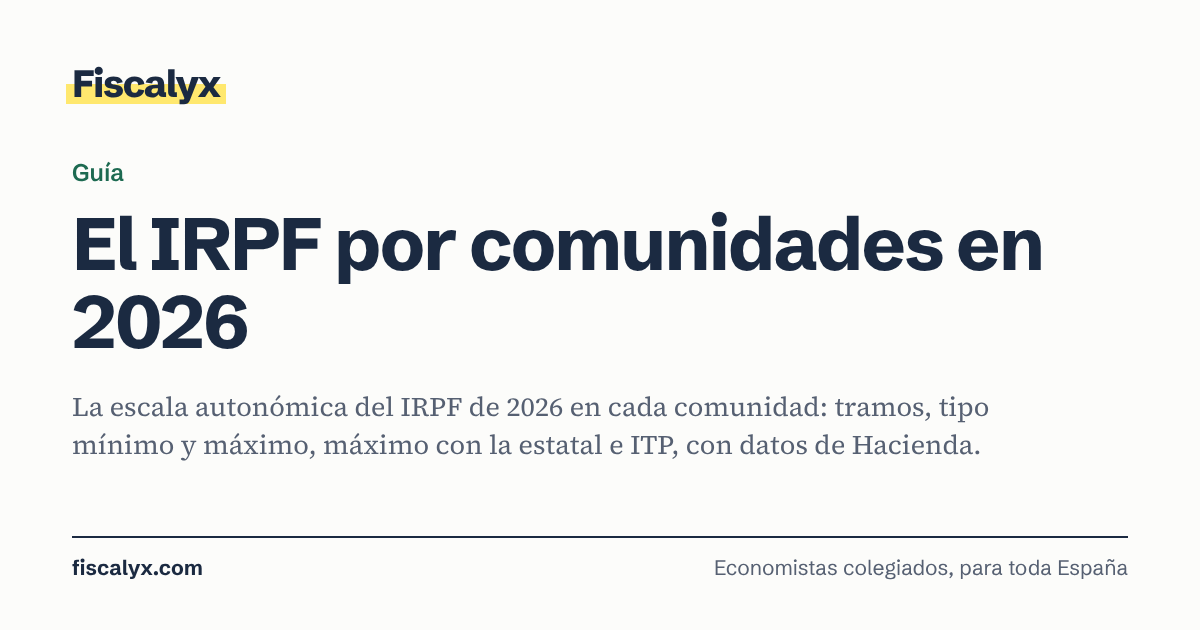 Fiscalyx
Guía
El IRPF por comunidades en
2026
La escala autonómica del IRPF de 2026 en cada comunidad: tramos, tipo
mínimo y máximo, máximo con la estatal e ITP, con datos de Hacienda.
fiscalyx.com
Economistas colegiados, para toda España